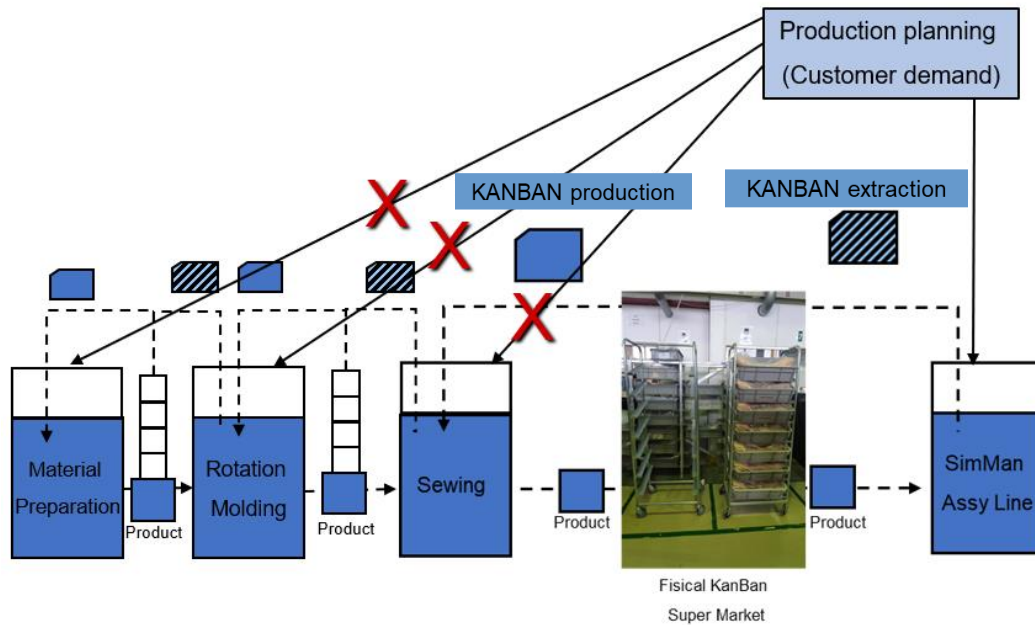 Production planning
(Customer demand)
KANBAN production
KANBAN extraction
Material
Preparation
Product
Rotation
Molding
Product
Sewing
Product
Product
SimMan
Assy Line
Fisical KanBan
Super Market